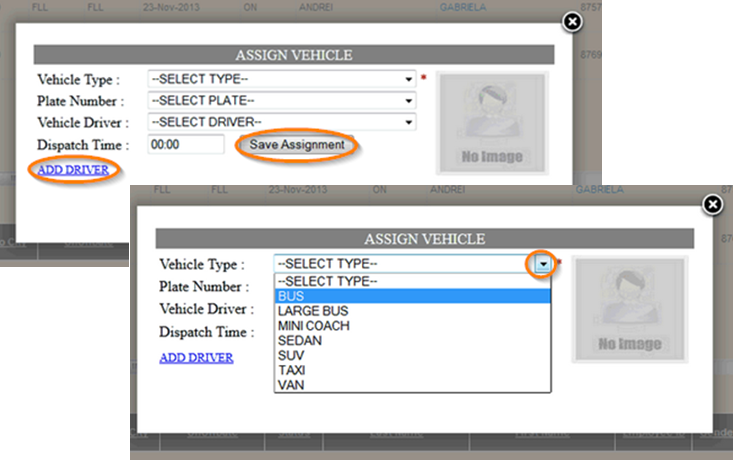 FLL FLL 23-Nov-2013 ON ANDREI GABRIELA 8757
8769
ASSIGN VEHICLE
Vehicle Type : --SELECT TYPE-- *
Plate Number : --SELECT PLATE--
Vehicle Driver : --SELECT DRIVER--
Dispatch Time : 00:00 Save Assignment
No Image
ADD DRIVER
FLL FLL 23-Nov-2013 ON ANDREI GABRIELA
ASSIGN VEHICLE
Vehicle Type : --SELECT TYPE-- *
--SELECT TYPE--
Plate Number :
BUS
Vehicle Driver :
LARGE BUS
MINI COACH
Dispatch Time :
SEDAN
No Image
SUV
ADD DRIVER
TAXI
VAN